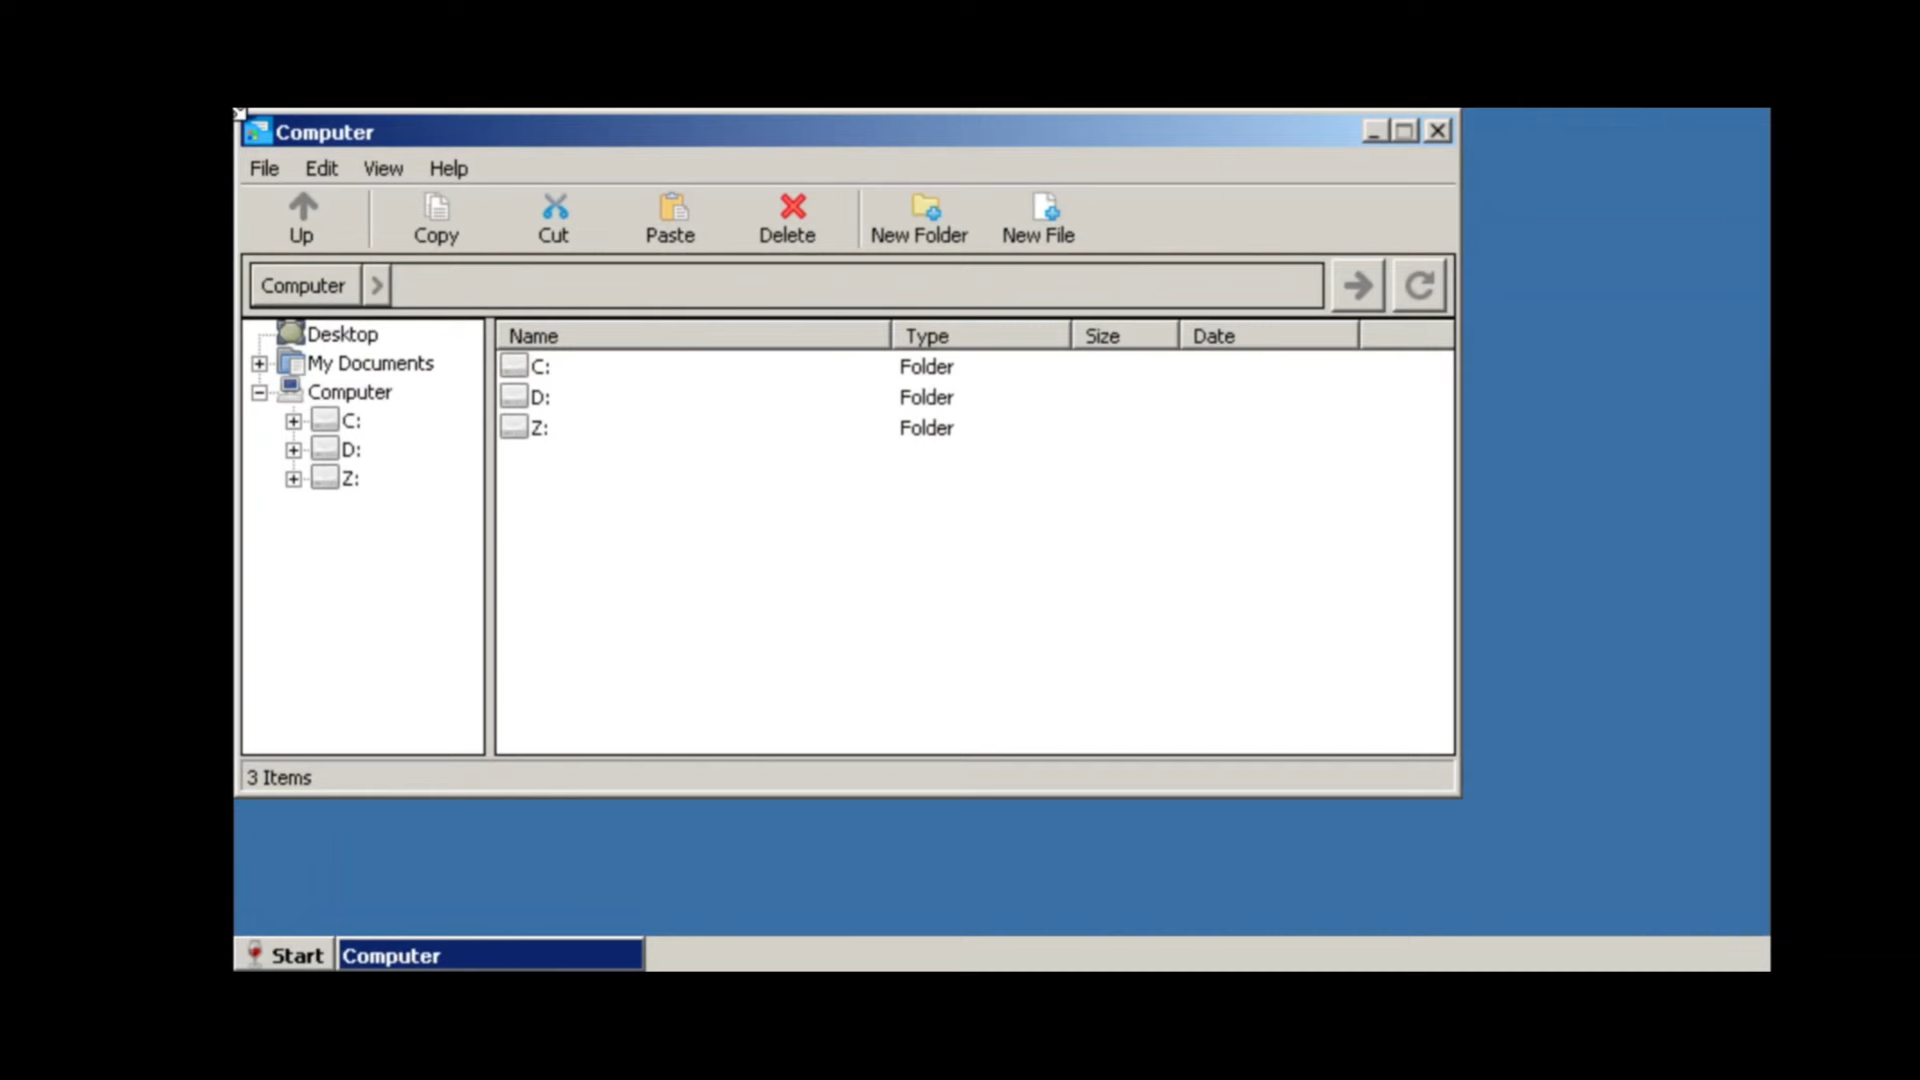 Computer
File Edit View Help
Up Copy Cut Paste Delete New Folder New File
Computer
Desktop
My Documents
Computer
C:
D:
Z:
Name Type Size Date
C: Folder
D: Folder
Z: Folder
3 Items
Start Computer